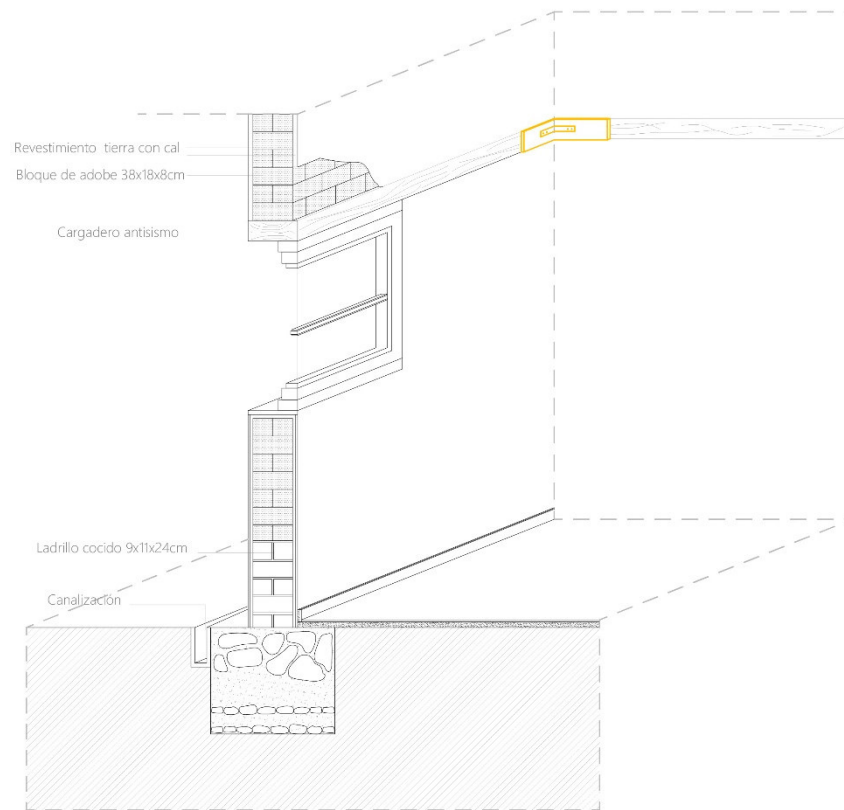 Revestimiento tierra con cal
Bloque de adobe 38x18x8cm
Cargadero antisismo
Ladrillo cocido 9x11x24cm
Canalización